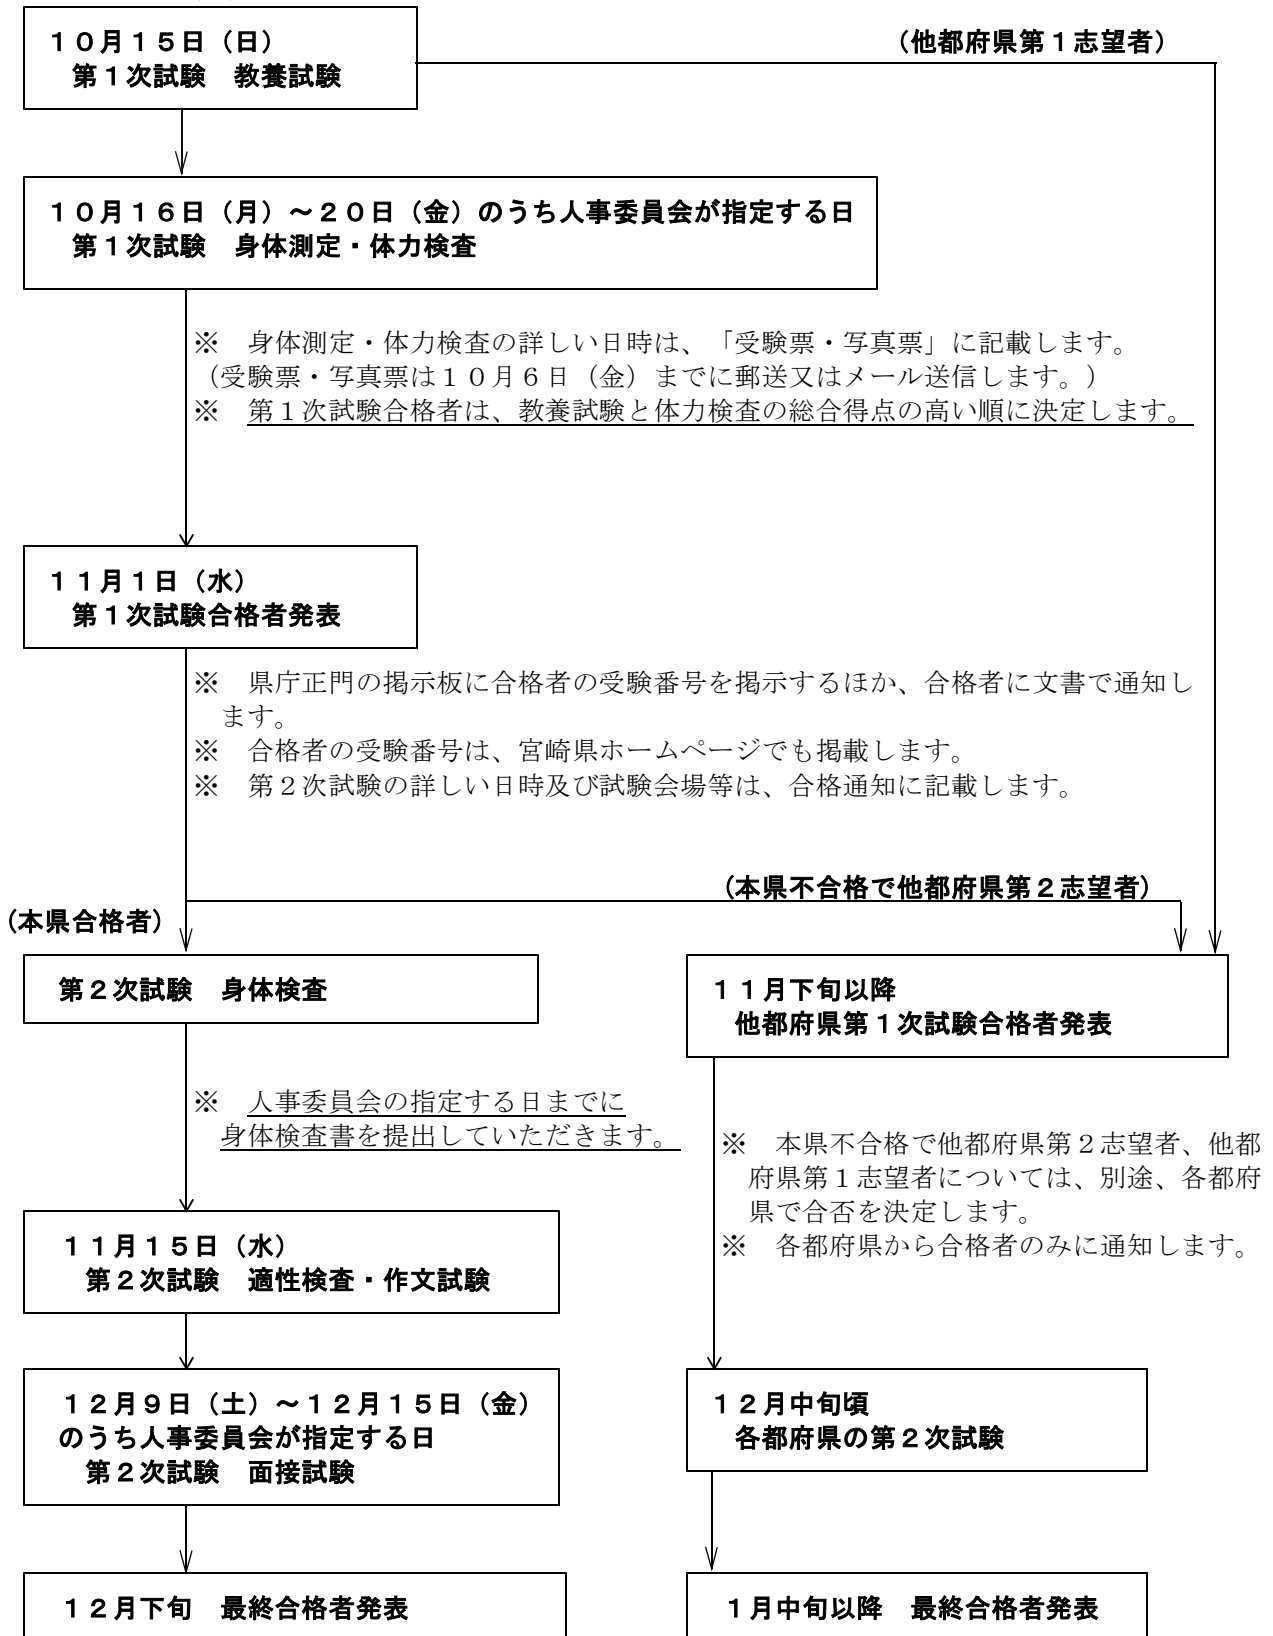 １０月１５日（日）
第１次試験　教養試験
（他都府県第１志望者）
１０月１６日（月）～２０日（金）のうち人事委員会が指定する日
第１次試験　身体測定・体力検査
※　身体測定・体力検査の詳しい日時は、「受験票・写真票」に記載します。
（受験票・写真票は１０月６日（金）までに郵送又はメール送信します。）
※　第１次試験合格者は、教養試験と体力検査の総合得点の高い順に決定します。
１１月１日（水）
第１次試験合格者発表
※　県庁正門の掲示板に合格者の受験番号を掲示するほか、合格者に文書で通知し
ます。
※　合格者の受験番号は、宮崎県ホームページでも掲載します。
※　第２次試験の詳しい日時及び試験会場等は、合格通知に記載します。
（本県不合格で他都府県第２志望者）
（本県合格者）
第２次試験　身体検査
※　人事委員会の指定する日までに
身体検査書を提出していただきます。
１１月１５日（水）
第２次試験　適性検査・作文試験
１２月９日（土）～１２月１５日（金）
のうち人事委員会が指定する日
第２次試験　面接試験
１２月下旬　最終合格者発表
１１月下旬以降
他都府県第１次試験合格者発表
※　本県不合格で他都府県第２志望者、他都
府県第１志望者については、別途、各都府
県で合否を決定します。
※　各都府県から合格者のみに通知します。
１２月中旬頃
各都府県の第２次試験
１月中旬以降　最終合格者発表